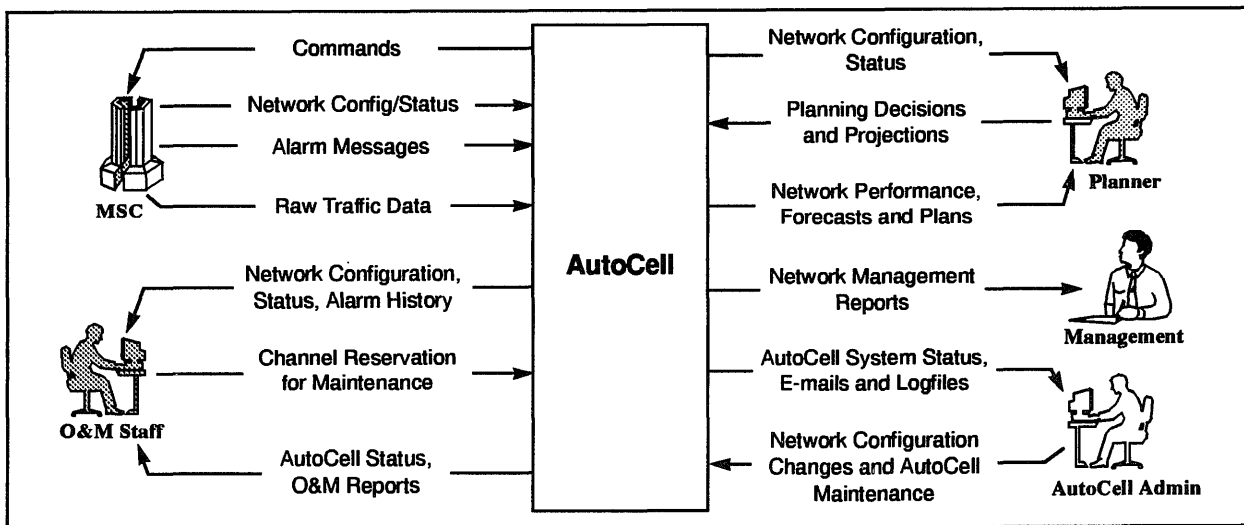 Commands
Network Config/Status
Alarm Messages
MSC
Raw Traffic Data
Network Configuration,
Status, Alarm History
Channel Reservation
for Maintenance
O&M Staff
AutoCell Status,
O&M Reports
AutoCell
Network Configuration,
Status
Planning Decisions
and Projections
Planner
Network Performance,
Forecasts and Plans
Network Management
Reports
Management
AutoCell System Status,
E-mails and Logfiles
Network Configuration
Changes and AutoCell
Maintenance
AutoCell Admin